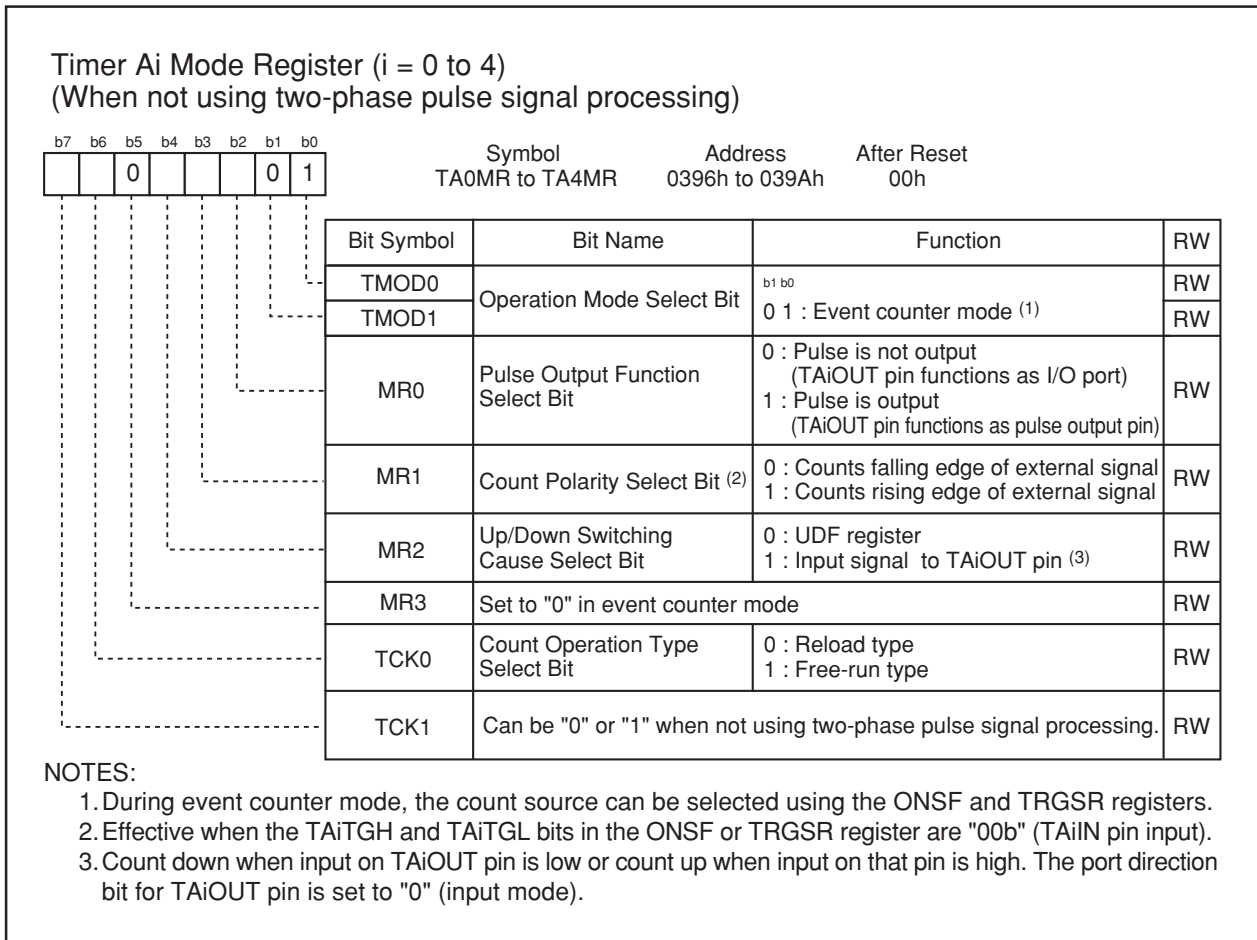 Timer Ai Mode Register (i = 0 to 4)
(When not using two-phase pulse signal processing)
b7 b6 b5 b4 b3 b2 b1 b0
0 0 1
Symbol Address After Reset
TA0MR to TA4MR 0396h to 039Ah 00h
Bit Symbol Bit Name Function RW
TMOD0 Operation Mode Select Bit b1 b0 RW
TMOD1 0 1 : Event counter mode (1) RW
MR0 Pulse Output Function Select Bit 0 : Pulse is not output RW
(TAiOUT pin functions as I/O port)
1 : Pulse is output
(TAiOUT pin functions as pulse output pin)
MR1 Count Polarity Select Bit (2) 0 : Counts falling edge of external signal RW
1 : Counts rising edge of external signal
MR2 Up/Down Switching Cause Select Bit 0 : UDF register RW
1 : Input signal to TAiOUT pin (3)
MR3 Set to "0" in event counter mode RW
TCK0 Count Operation Type Select Bit 0 : Reload type RW
1 : Free-run type
TCK1 Can be "0" or "1" when not using two-phase pulse signal processing. RW
NOTES:
1. During event counter mode, the count source can be selected using the ONSF and TRGSR registers.
2. Effective when the TAiTGH and TAiTGL bits in the ONSF or TRGSR register are "00b" (TAiIN pin input).
3. Count down when input on TAiOUT pin is low or count up when input on that pin is high. The port direction
bit for TAiOUT pin is set to "0" (input mode).